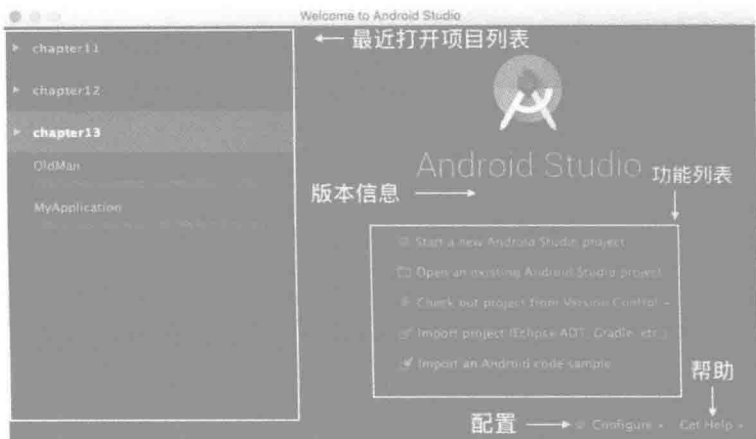 Welcome to Android Studio
最近打开项目列表
chapter11
chapter12
chapter13
OldMan
MyApplication
Android Studio
版本信息
功能列表
Start a new Android Studio project
Open an existing Android Studio project
Check out project from Version Control
Import project (Eclipse ADT, Gradle, etc.)
Import an Android code sample
帮助
配置
Configure
Get Help